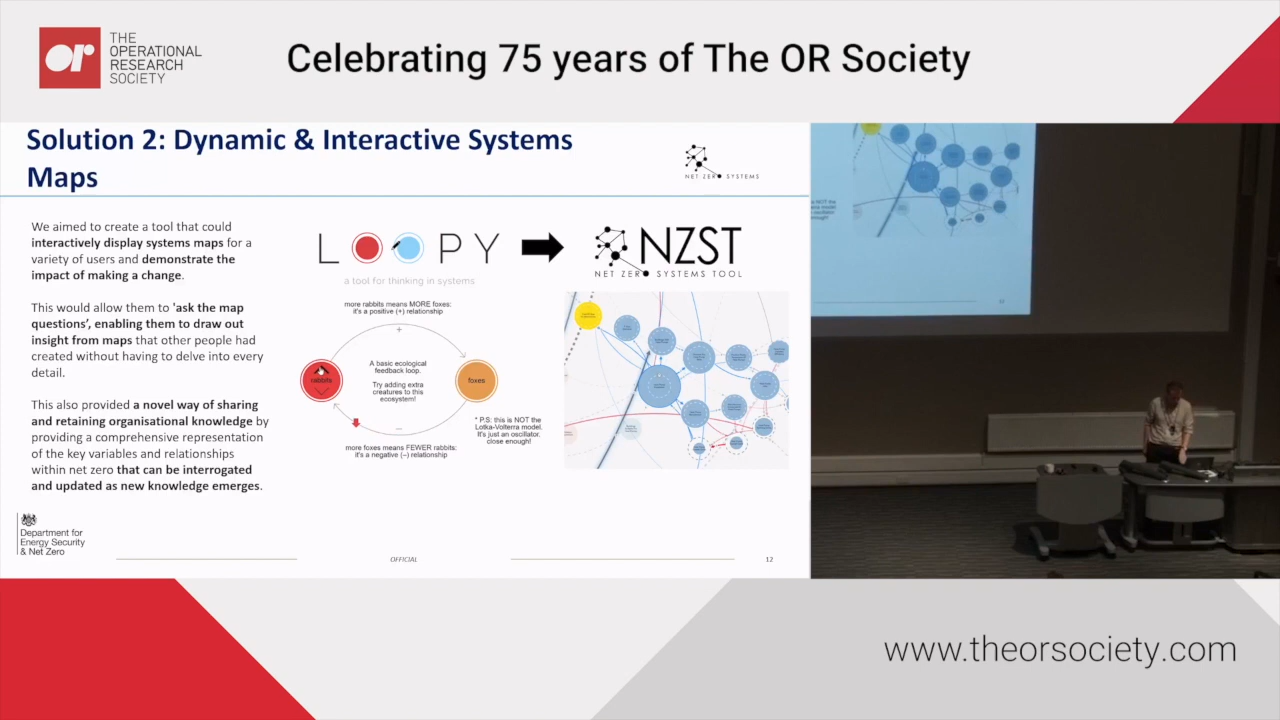 or
THE
OPERATIONAL
RESEARCH
SOCIETY
Celebrating 75 years of The OR Society
Solution 2: Dynamic & Interactive Systems
Maps
NET ZERO SYSTEMS
We aimed to create a tool that could
interactively display systems maps for a
variety of users and demonstrate the
impact of making a change.
This would allow them to 'ask the map
questions’, enabling them to draw out
insight from maps that other people had
created without having to delve into every
detail.
This also provided a novel way of sharing
and retaining organisational knowledge by
providing a comprehensive representation
of the key variables and relationships
within net zero that can be interrogated
and updated as new knowledge emerges.
LOOPY
a tool for thinking in systems
NZST
NET ZERO SYSTEMS TOOL
more rabbits means MORE foxes:
it's a positive (+) relationship
+
A basic ecological
feedback loop.
Try adding extra
creatures to this
ecosystem!
rabbits
foxes
* P.S: this is NOT the
Lotka-Volterra model.
It's just an oscillator.
close enough!
–
more foxes means FEWER rabbits:
it's a negative (–) relationship
Department for
Energy Security
& Net Zero
OFFICIAL
12
www.theorsociety.com